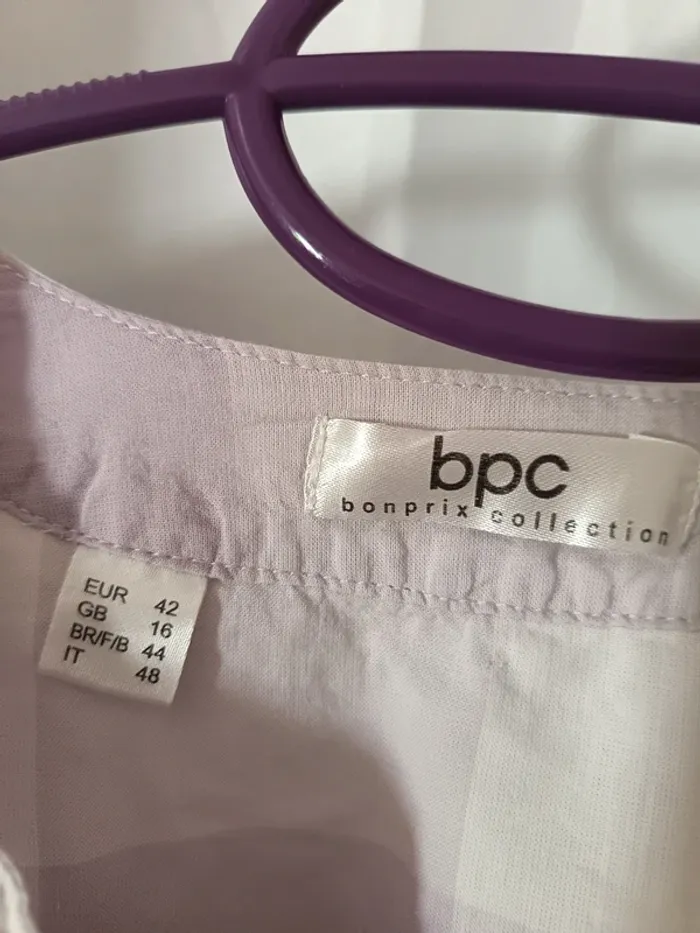 bpc
bonprix collection
EUR 42
GB 16
BR/F/B 44
IT 48